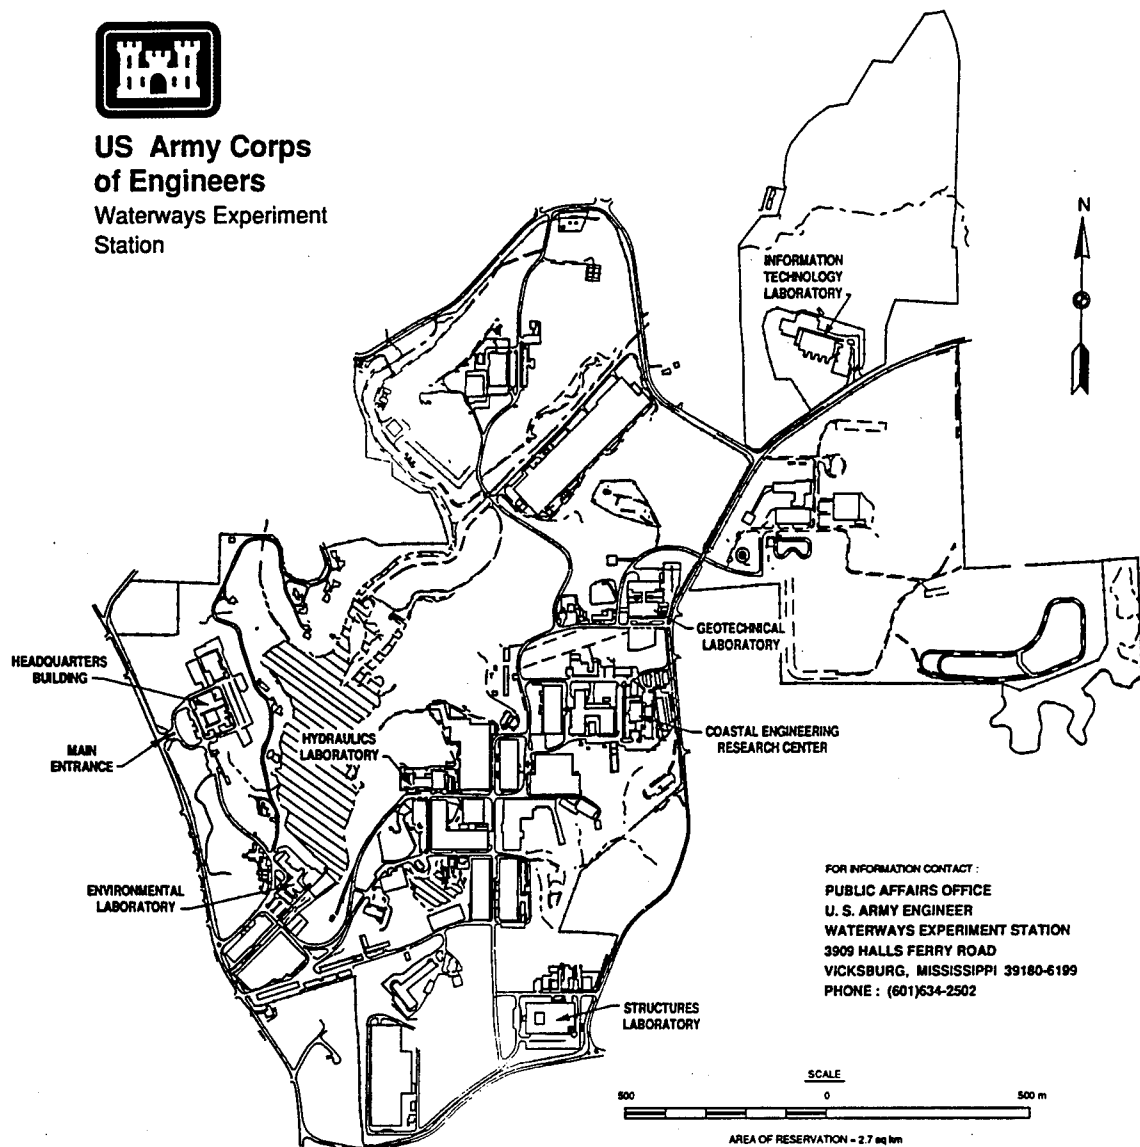 US Army Corps
of Engineers
Waterways Experiment
Station
N
INFORMATION
TECHNOLOGY
LABORATORY
GEOTECHNICAL
LABORATORY
HEADQUARTERS
BUILDING
HYDRAULICS
LABORATORY
COASTAL ENGINEERING
RESEARCH CENTER
MAIN
ENTRANCE
ENVIRONMENTAL
LABORATORY
STRUCTURES
LABORATORY
FOR INFORMATION CONTACT :
PUBLIC AFFAIRS OFFICE
U. S. ARMY ENGINEER
WATERWAYS EXPERIMENT STATION
3909 HALLS FERRY ROAD
VICKSBURG, MISSISSIPPI 39180-6199
PHONE : (601)634-2502
SCALE
500 0 500 m
AREA OF RESERVATION - 2.7 sq km